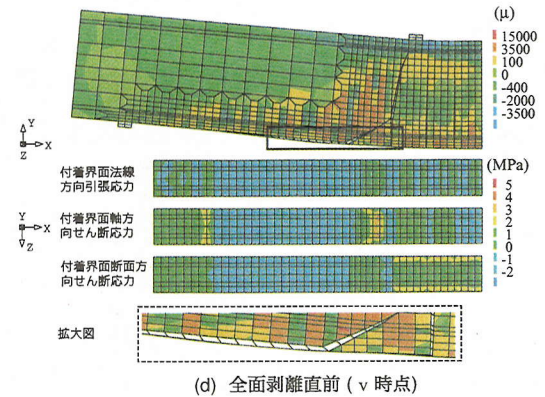 (μ)
15000
3500
100
0
-400
-2000
-3500
Y
X
Z
(MPa)
付着界面法線
方向引張応力
5
4
3
2
1
0
-1
-2
付着界面軸方
向せん断応力
Y
X
Z
付着界面断面方
向せん断応力
拡大図
(d) 全面剥離直前 ( v 時点)